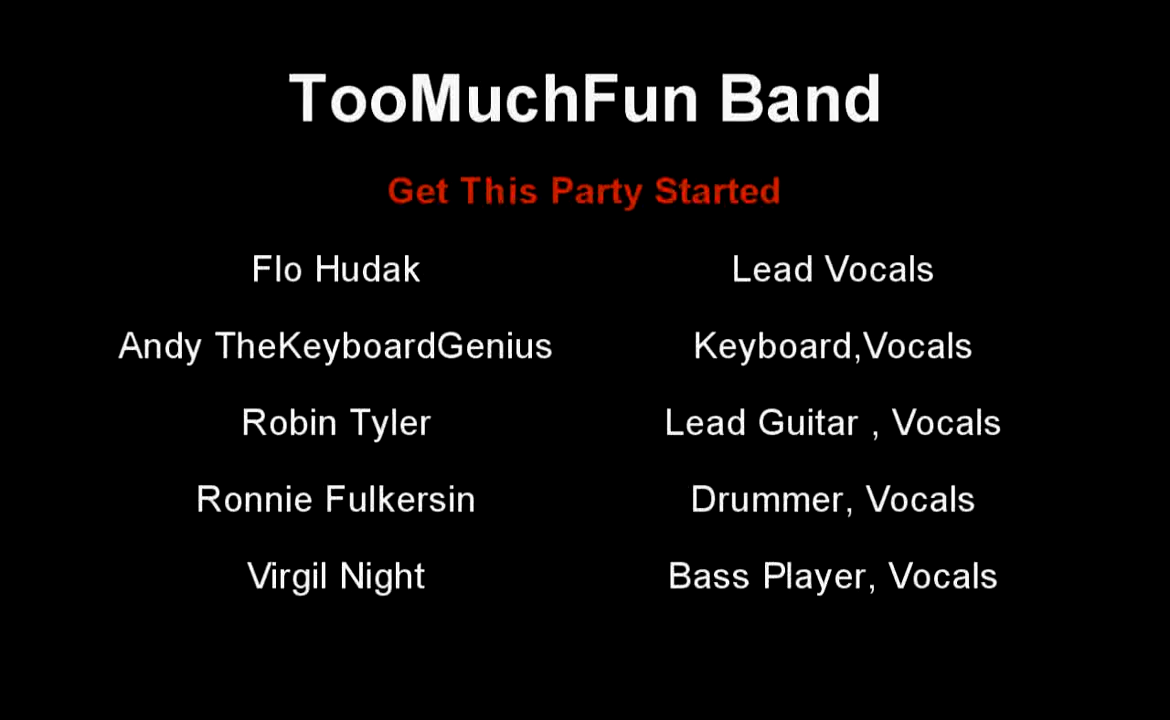 TooMuchFun Band
Get This Party Started
Flo Hudak Lead Vocals
Andy TheKeyboardGenius Keyboard,Vocals
Robin Tyler Lead Guitar , Vocals
Ronnie Fulkersin Drummer, Vocals
Virgil Night Bass Player, Vocals